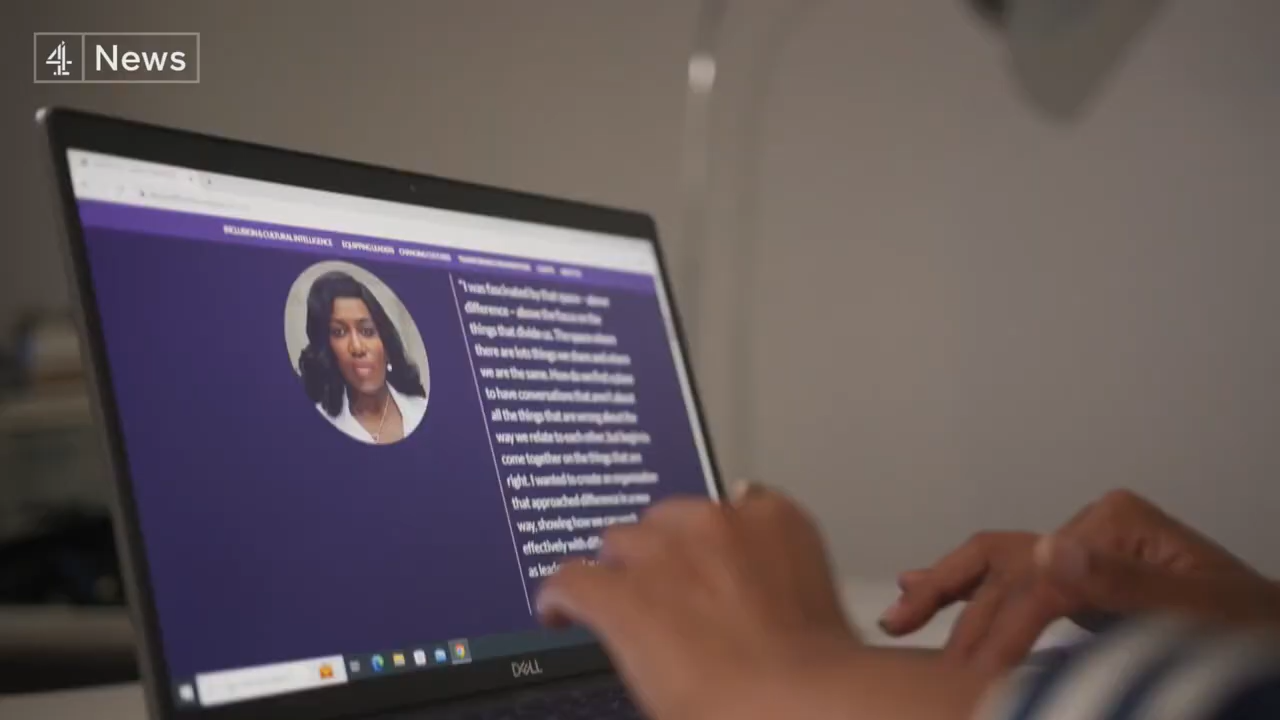 4 News
INCLUSION & CULTURAL INTELLIGENCE EQUIPPING LEADERS CHANGING CULTURES
"I was fascinated by that space – above
difference – above the focus on the
things that divide us. The space where
there are lots things we share and where
we are the same. How do we find a place
to have conversations that aren't about
all the things that are wrong about the
way we relate to each other, but begin to
come together on the things that are
right. I wanted to create an organisation
that approached difference in a new
way, showing how we can work
effectively with
as
DELL